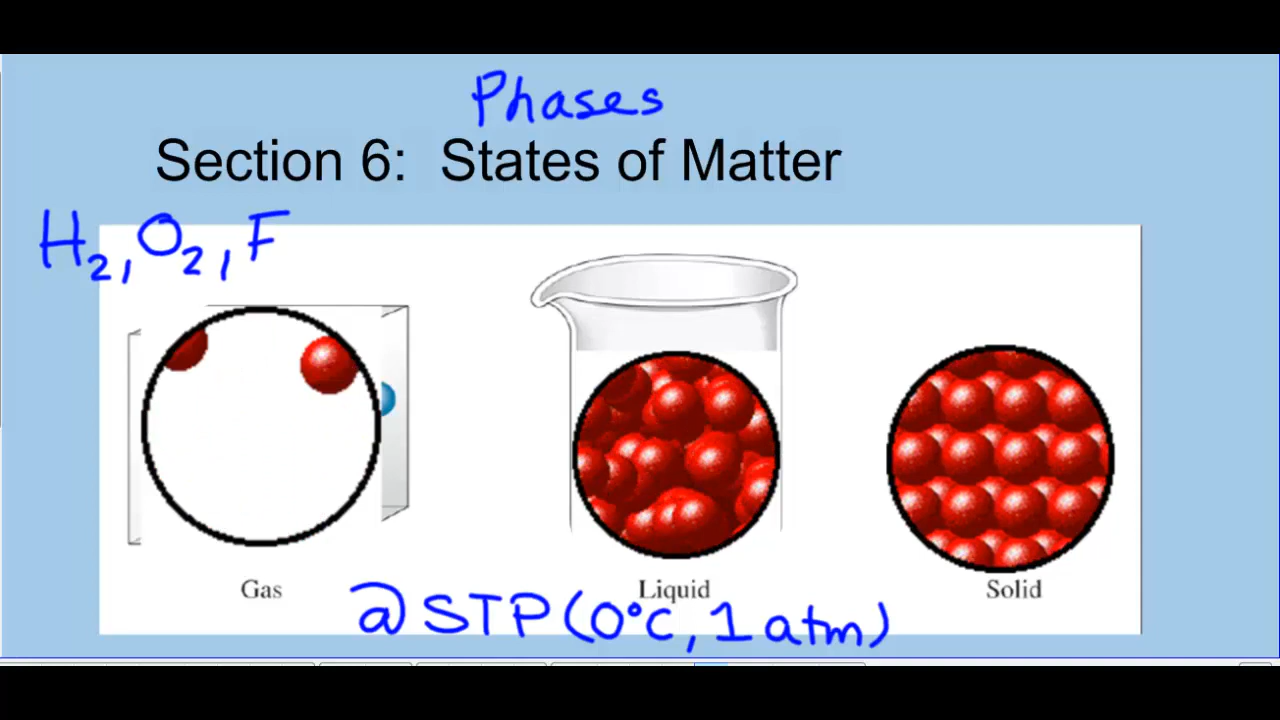 Phases
Section 6: States of Matter
H₂, O₂, F
Gas
Liquid
Solid
@ STP (0°C, 1 atm)